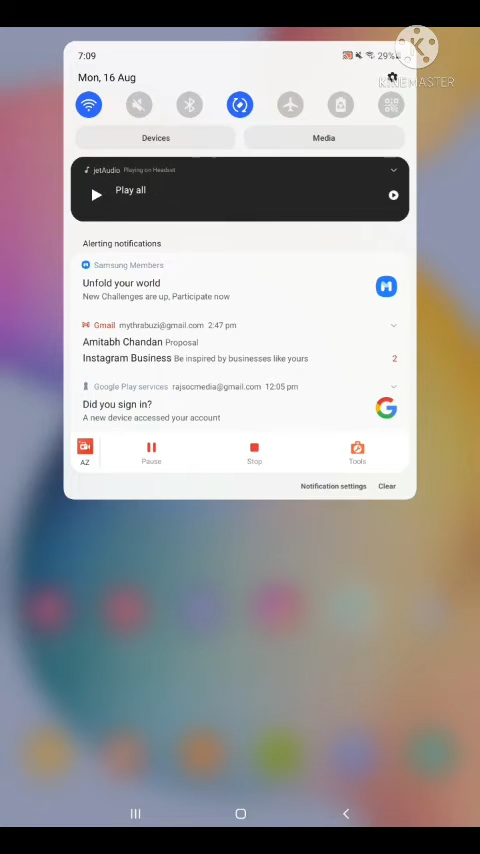 7:09
29%
KINEMASTER
Mon, 16 Aug
Devices
Media
jetAudio Playing on Headset
Play all
Alerting notifications
Samsung Members
Unfold your world
New Challenges are up, Participate now
Gmail mythrabuzi@gmail.com 2:47 pm
Amitabh Chandan Proposal
Instagram Business Be inspired by businesses like yours
2
Google Play services rajsocmedia@gmail.com 12:05 pm
Did you sign in?
A new device accessed your account
AZ
Pause
Stop
Tools
Notification settings
Clear